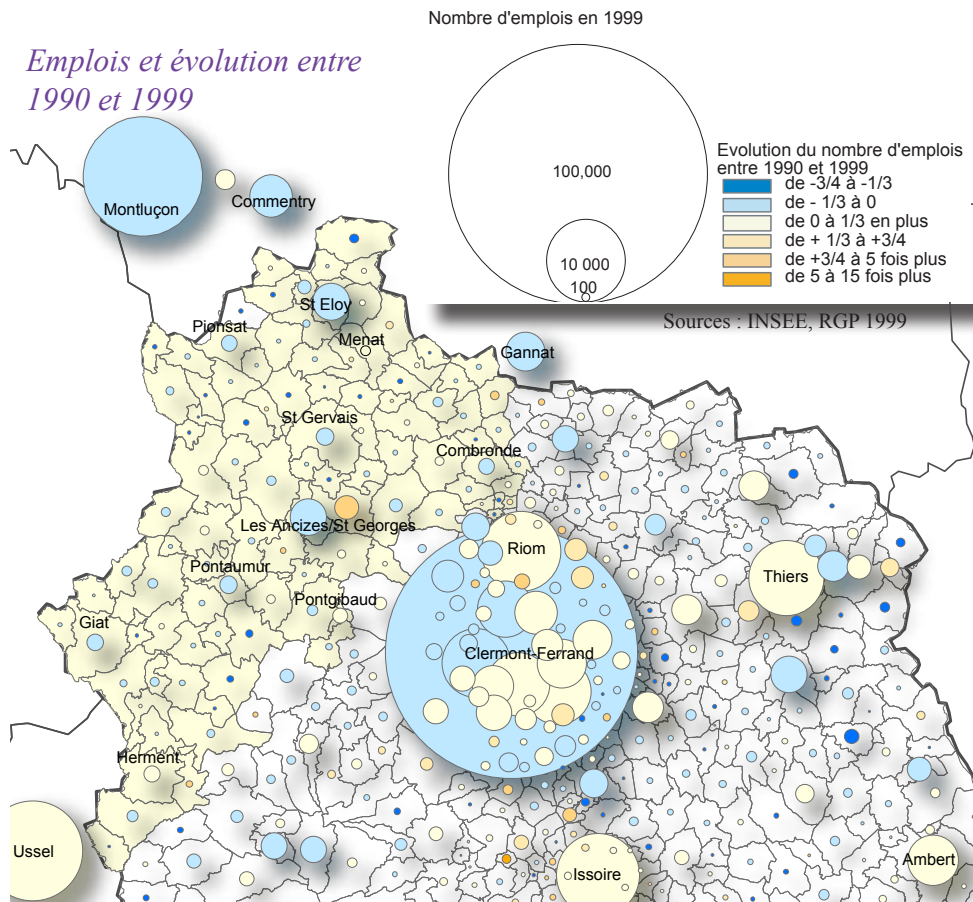 Nombre d'emplois en 1999
Emplois et évolution entre
1990 et 1999
100,000
10 000
100
Evolution du nombre d'emplois
entre 1990 et 1999
de -3/4 à -1/3
de - 1/3 à 0
de 0 à 1/3 en plus
de + 1/3 à +3/4
de +3/4 à 5 fois plus
de 5 à 15 fois plus
Sources : INSEE, RGP 1999
Montluçon
Commentry
St Eloy
Pionsat
Menat
Gannat
St Gervais
Combronde
Les Ancizes/St Georges
Riom
Pontaumur
Thiers
Pontgibaud
Giat
Clermont-Ferrand
Herment
Ussel
Issoire
Ambert